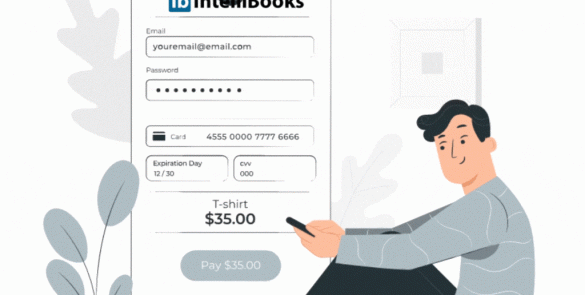 IntelliBooks
Email
youremail@email.com
Password
Card 4555 0000 7777 6666
Expiration Day
12 / 30
cvv
000
T-shirt
$35.00
Pay $35.00